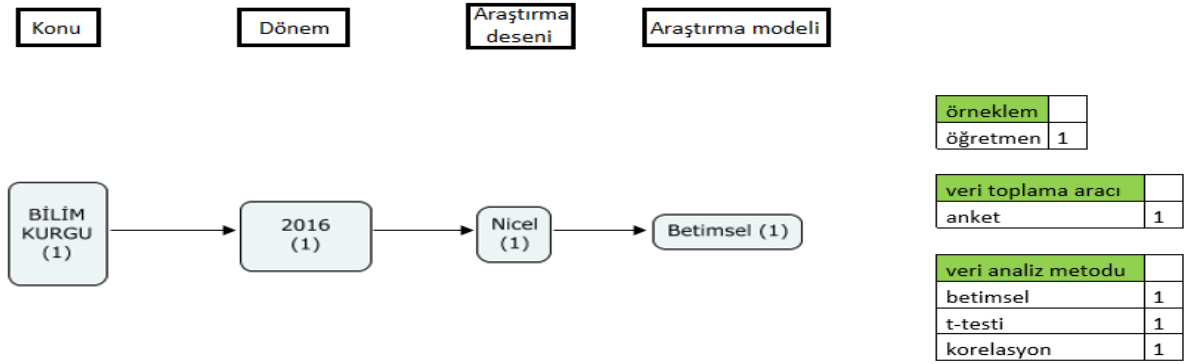 Konu
Dönem
Araştırma
deseni
Araştırma modeli
örneklem
öğretmen 1
veri toplama aracı
anket 1
veri analiz metodu
betimsel 1
t-testi 1
korelasyon 1
BİLİM
KURGU
(1)
2016
(1)
Nicel
(1)
Betimsel (1)